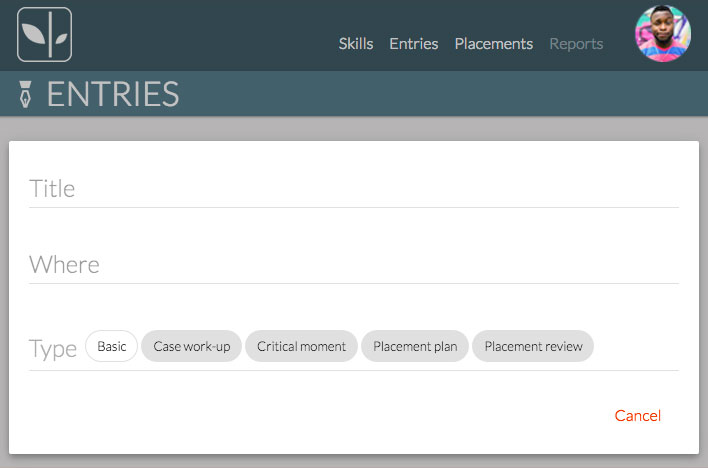 Skills Entries Placements Reports
ENTRIES
Title
Where
Type Basic Case work-up Critical moment Placement plan Placement review
Cancel